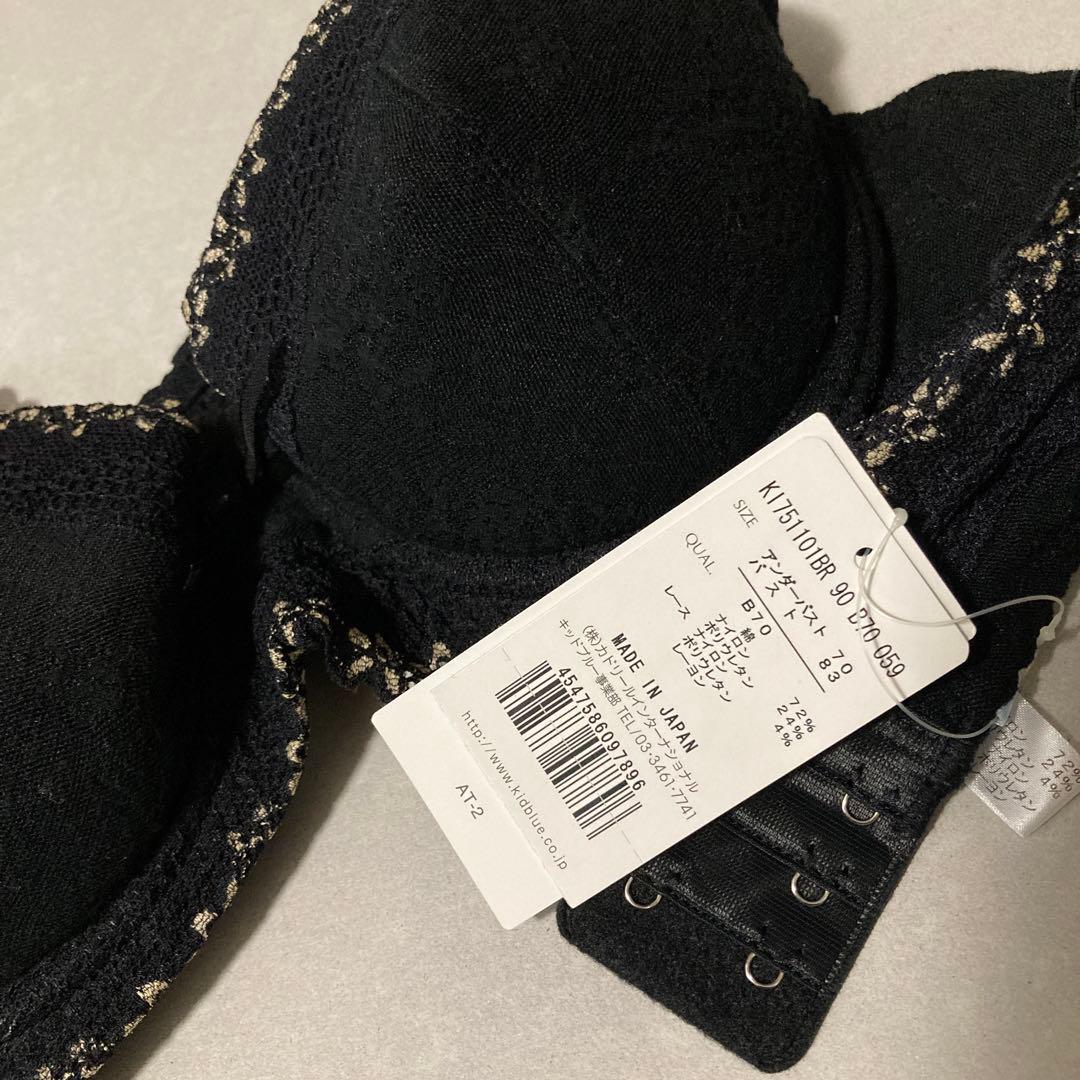 KI751101BR 90 B70-059
SIZE
アンダーバスト 70
バスト 83
B70
QUAL.
綿 72%
ナイロン 24%
ポリウレタン 4%
レース
ナイロン
ポリウレタン
レーヨン
MADE IN JAPAN
(株)カドリールインターナショナル
キッドブルー事業部 TEL/03-3461-7741
4547586097896
http://www.kidblue.co.jp
AT-2
72%
24%
4%